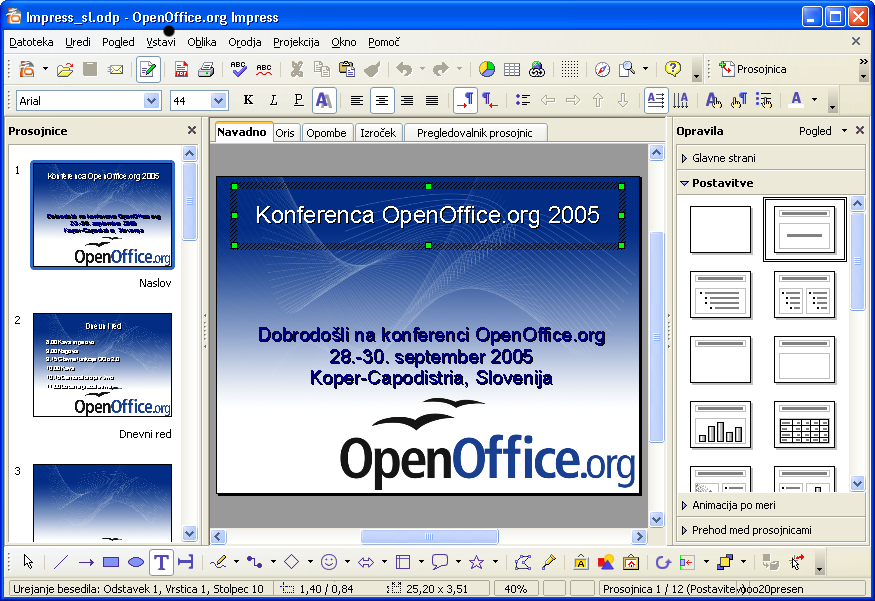 Impress_sl.odp - OpenOffice.org Impress
Datoteka Uredi Pogled Vstavi Oblika Orodja Projekcija Okno Pomoč
ABC ABC Prosojnica
Arial 44 K L P A A
Prosojnice
Navadno Oris Opombe Izroček Pregledovalnik prosojnic
Opravila Pogled
Glavne strani
Postavitve
1
Konferenca OpenOffice.org 2005
Dobrodošli na konferenci OpenOffice.org
28.-30. september 2005
Koper-Capodistria, Slovenija
OpenOffice.org
Naslov
2
Dnevni red
OpenOffice.org
Dnevni red
3
Konferenca OpenOffice.org 2005
Dobrodošli na konferenci OpenOffice.org
28.-30. september 2005
Koper-Capodistria, Slovenija
OpenOffice.org
Animacija po meri
Prehod med prosojnicami
T A
Urejanje besedila: Odstavek 1, Vrstica 1, Stolpec 10 1,40 / 0,84 25,20 x 3,51 40% Prosojnica 1 / 12 (Postavitev) ooo20presen